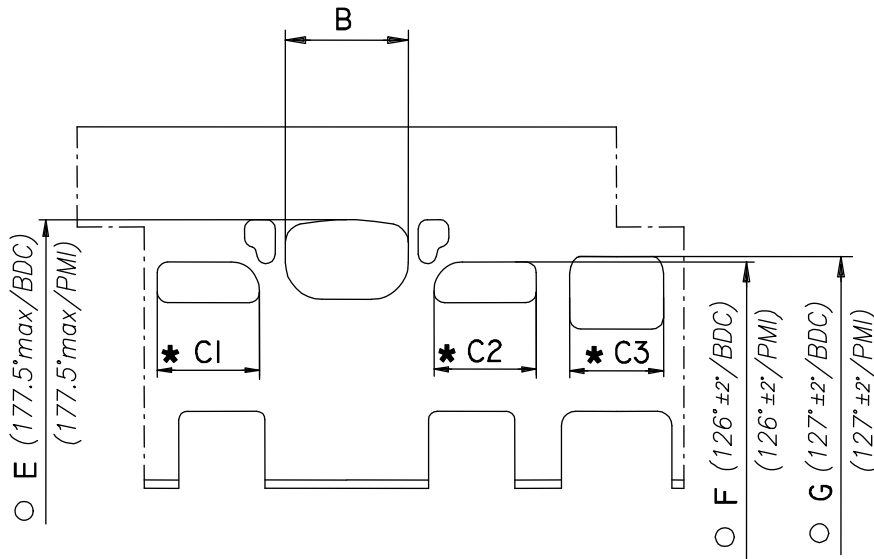 B
✱ C1
✱ C2
✱ C3
○ E (177.5°max/BDC)
(177.5°max/PMI)
○ F (126°±2°/BDC)
(126°±2°/PMI)
○ G (127°±2°/BDC)
(127°±2°/PMI)